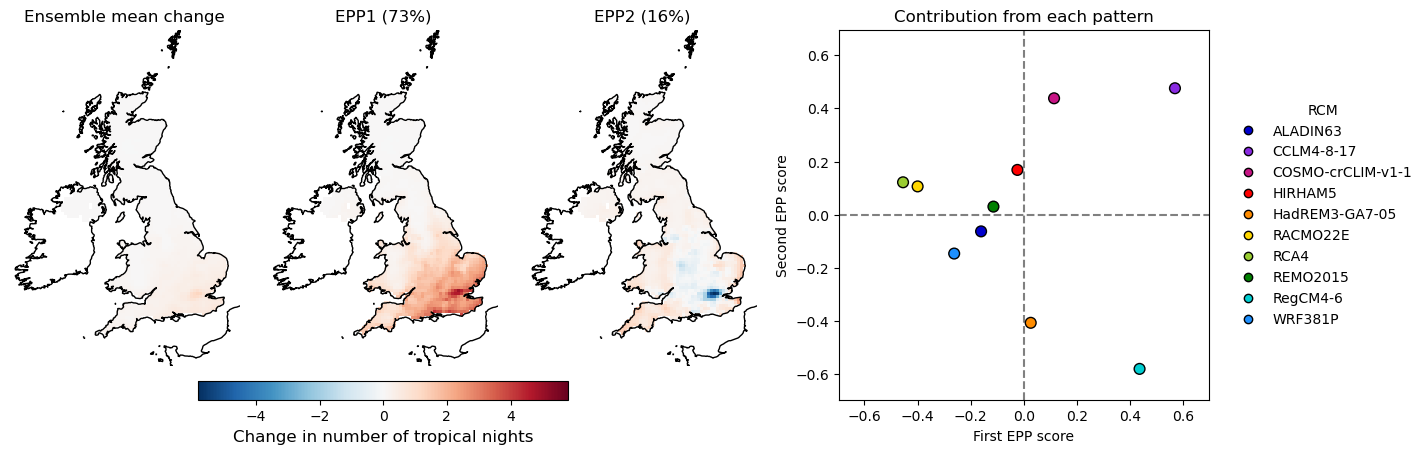 Ensemble mean change
EPP1 (73%)
EPP2 (16%)
−4
−2
0
2
4
Change in number of tropical nights
Contribution from each pattern
Second EPP score
0.6
0.4
0.2
0.0
−0.2
−0.4
−0.6
−0.6
−0.4
−0.2
0.0
0.2
0.4
0.6
First EPP score
RCM
ALADIN63
CCLM4-8-17
COSMO-crCLIM-v1-1
HIRHAM5
HadREM3-GA7-05
RACMO22E
RCA4
REMO2015
RegCM4-6
WRF381P